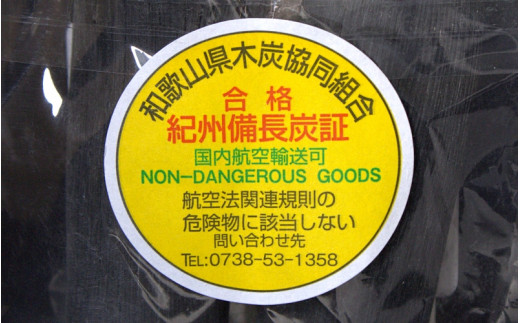 和歌山県木炭協同組合
合格
紀州備長炭証
国内航空輸送可
NON-DANGEROUS GOODS
航空法関連規則の
危険物に該当しない
問い合わせ先
TEL:0738-53-1358